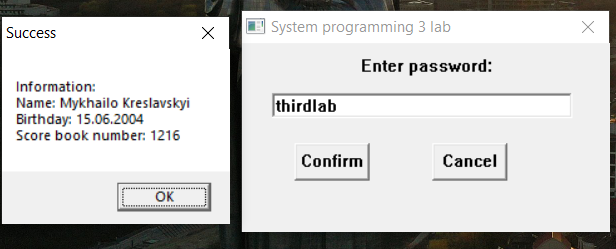 Success
Information:
Name: Mykhailo Kreslavskyi
Birthday: 15.06.2004
Score book number: 1216
OK
System programming 3 lab
Enter password:
thirdlab
Confirm Cancel